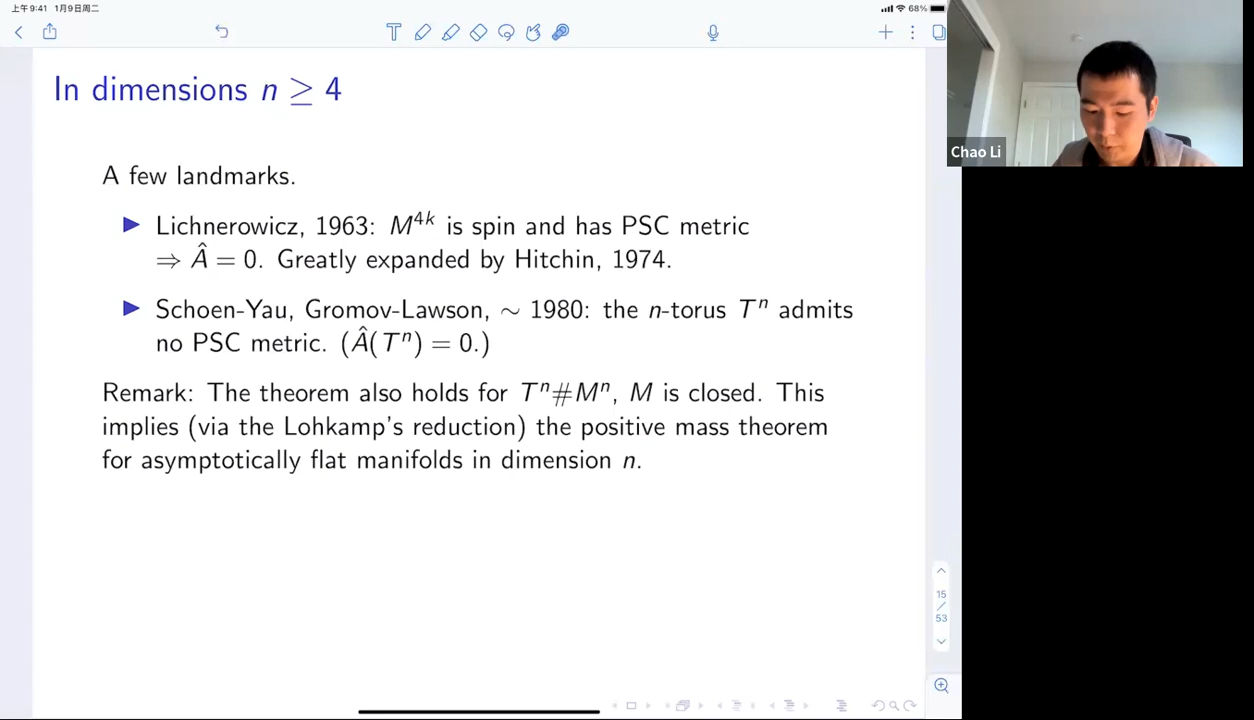 上午9:41 1月9日周二
68%
In dimensions n ≥ 4
A few landmarks.
Lichnerowicz, 1963: M^{4k} is spin and has PSC metric
⇒ Â = 0. Greatly expanded by Hitchin, 1974.
Schoen-Yau, Gromov-Lawson, ∼ 1980: the n-torus T^n admits
no PSC metric. (Â(T^n) = 0.)
Remark: The theorem also holds for T^n#M^n, M is closed. This
implies (via the Lohkamp's reduction) the positive mass theorem
for asymptotically flat manifolds in dimension n.
15
/
53
Chao Li